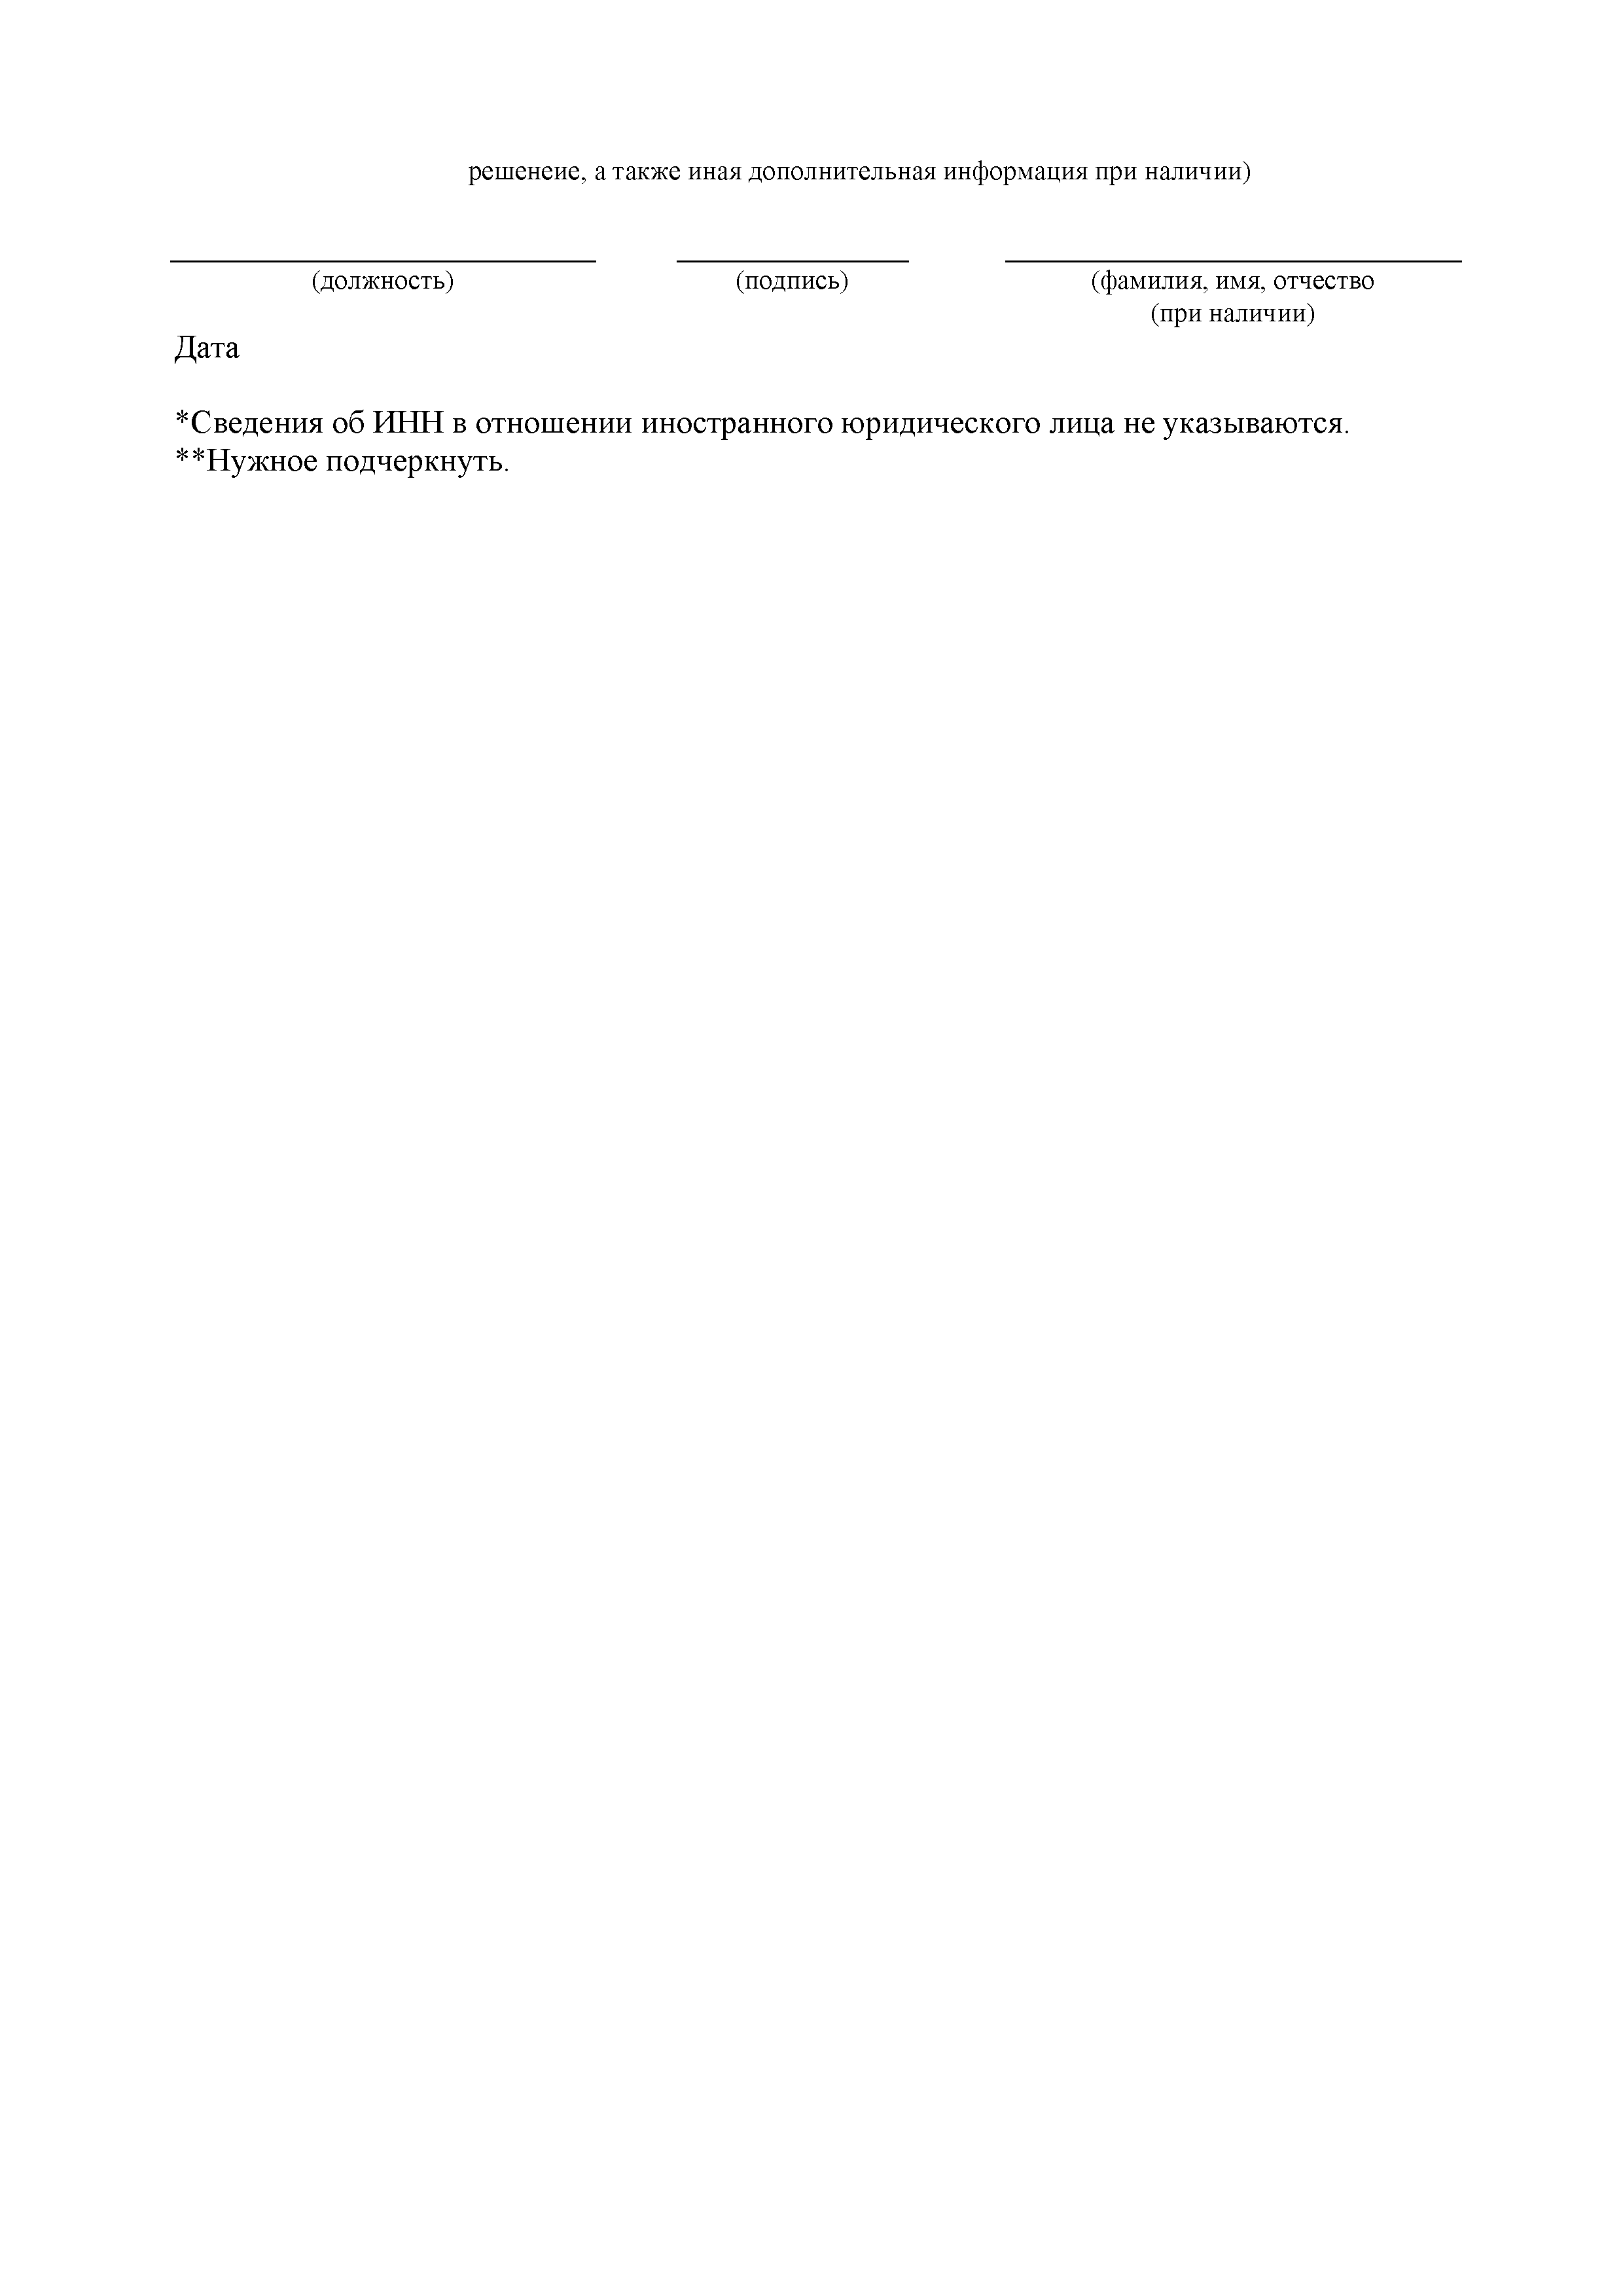 решенеие, а также иная дополнительная информация при наличии)
(должность) (подпись) (фамилия, имя, отчество
(при наличии)
Дата
*Сведения об ИНН в отношении иностранного юридического лица не указываются.
**Нужное подчеркнуть.